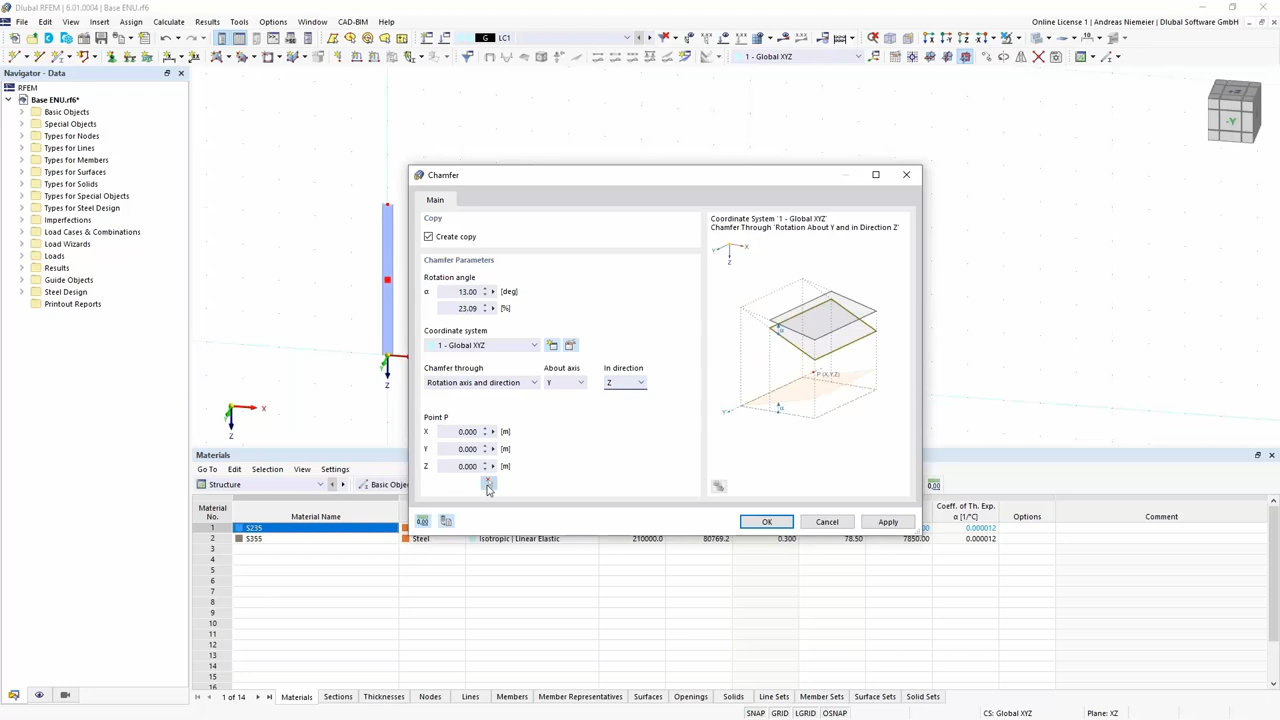 Dlubal RFEM | 6.01.0004 | Base ENU.rf6*
File Edit View Insert Assign Calculate Results Tools Options Window CAD-BIM Help
Online License 1 | Andreas Niemeier | Dlubal Software GmbH
G LC1
1 - Global XYZ
Navigator - Data
RFEM
Base ENU.rf6*
Basic Objects
Special Objects
Types for Nodes
Types for Lines
Types for Members
Types for Surfaces
Types for Solids
Types for Special Objects
Types for Steel Design
Imperfections
Load Cases & Combinations
Load Wizards
Loads
Results
Guide Objects
Steel Design
Printout Reports
+Z
-Y
Z
X
Z
Chamfer
Main
Copy
Create copy
Chamfer Parameters
Rotation angle
α 13.00 [deg]
23.09 [%]
Coordinate system
1 - Global XYZ
Chamfer through About axis In direction
Rotation axis and direction Y Z
Point P
X 0.000 [m]
Y 0.000 [m]
Z 0.000 [m]
Coordinate System '1 - Global XYZ'
Chamfer Through 'Rotation About Y and in Direction Z'
Y X
Z
α
P (X,Y,Z)
Y
α
OK Cancel Apply
Materials
Go To Edit Selection View Settings
Structure Basic Obje
Material No. Material Name Coeff. of Th. Exp. α [1/°C] Options Comment
1 S235 00 0.000012
2 S355 Steel Isotropic | Linear Elastic 210000.0 80769.2 0.300 78.50 7850.00 0.000012
3
4
5
6
7
8
9
10
11
12
13
14
15
16
1 of 14 Materials Sections Thicknesses Nodes Lines Members Member Representatives Surfaces Openings Solids Line Sets Member Sets Surface Sets Solid Sets
SNAP GRID LGRID OSNAP CS: Global XYZ Plane: XZ